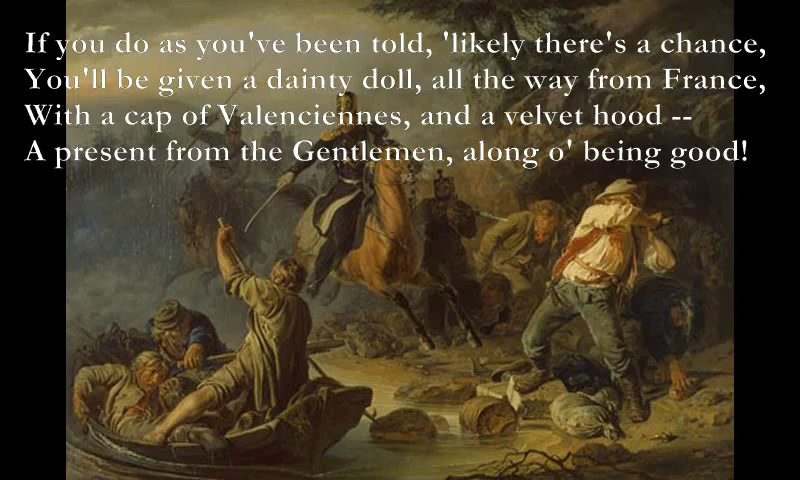 If you do as you've been told, 'likely there's a chance,
You'll be given a dainty doll, all the way from France,
With a cap of Valenciennes, and a velvet hood --
A present from the Gentlemen, along o' being good!